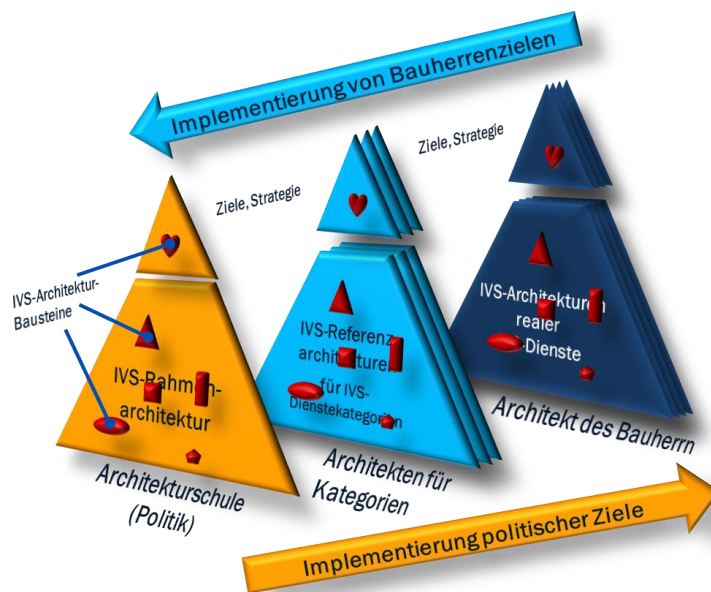 Implementierung von Bauherrenzielen
Ziele, Strategie
Ziele, Strategie
IVS-Architektur-
Bausteine
IVS-Rahmen-
architektur
IVS-Referenz
architekturen
für IVS-
Dienstekategorien
IVS-Architekturen
realer
-Dienste
Architekturschule
(Politik)
Architekten für
Kategorien
Architekt des Bauherrn
Implementierung politischer Ziele